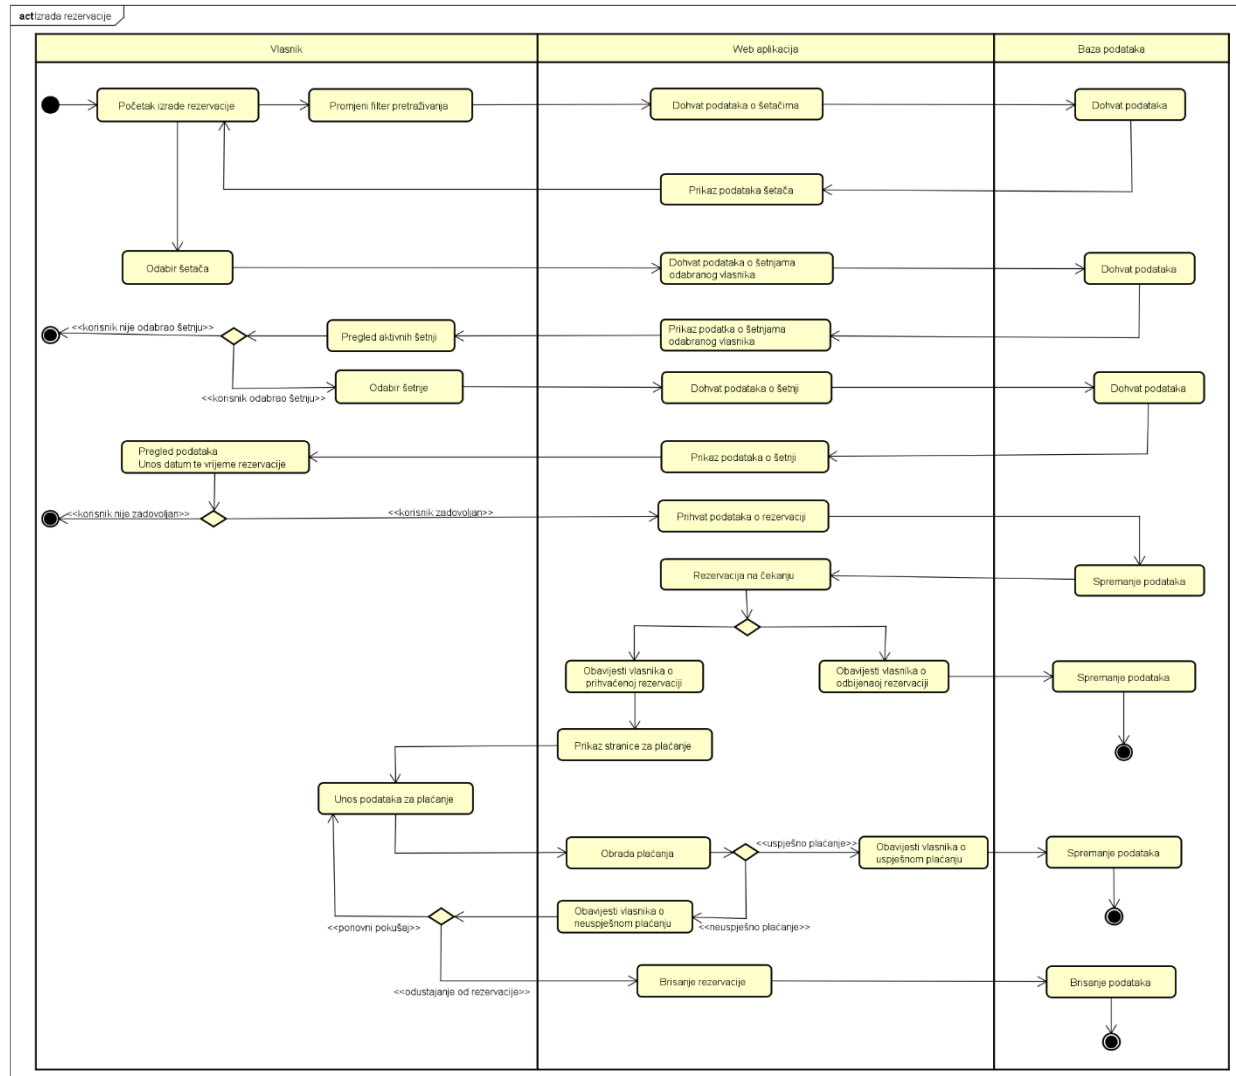 act Izrada rezervacije
Vlasnik
Web aplikacija
Baza podataka
Početak izrade rezervacije
Promjeni filter pretraživanja
Dohvat podataka o šetačima
Dohvat podataka
Prikaz podataka šetača
Odabir šetača
Dohvat podataka o šetnjama
odabranog vlasnika
Dohvat podataka
<<korisnik nije odabrao šetnju>>
Pregled aktivnih šetnji
Prikaz podatka o šetnjama
odabranog vlasnika
<<korisnik odabrao šetnju>>
Odabir šetnje
Dohvat podataka o šetnji
Dohvat podataka
Pregled podataka
Unos datum te vrijeme rezervacije
Prikaz podataka o šetnji
<<korisnik nije zadovoljan>>
<<korisnik zadovoljan>>
Prihvat podataka o rezervaciji
Rezervacija na čekanju
Spremanje podataka
Obavijesti vlasnika o
prihvaćenoj rezervaciji
Obavijesti vlasnika o
odbijenaoj rezervaciji
Spremanje podataka
Prikaz stranice za plaćanje
Unos podataka za plaćanje
Obrada plaćanja
<<uspješno plaćanje>>
Obavijesti vlasnika o
uspješnom plaćanju
Spremanje podataka
<<ponovni pokušaj>>
Obavijesti vlasnika o
neuspješnom plaćanju
<<neuspješno plaćanje>>
<<odustajanje od rezervacije>>
Brisanje rezervacije
Brisanje podataka